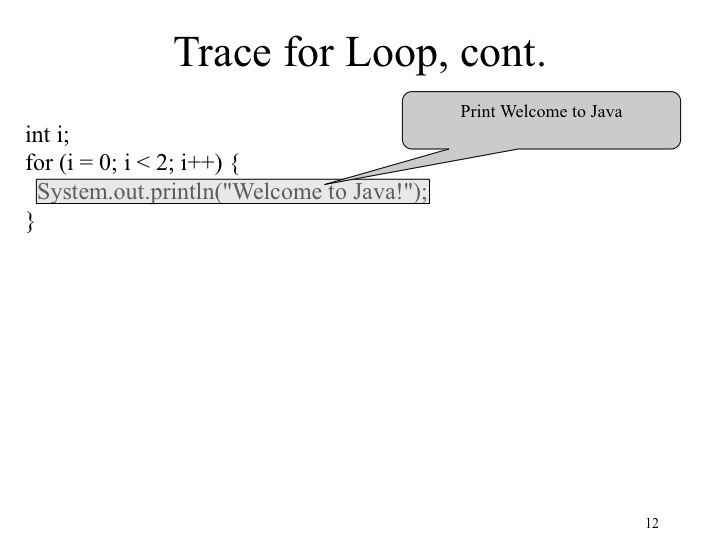 Trace for Loop, cont.
Print Welcome to Java
int i;
for (i = 0; i < 2; i++) {
System.out.println("Welcome to Java!");
}
12